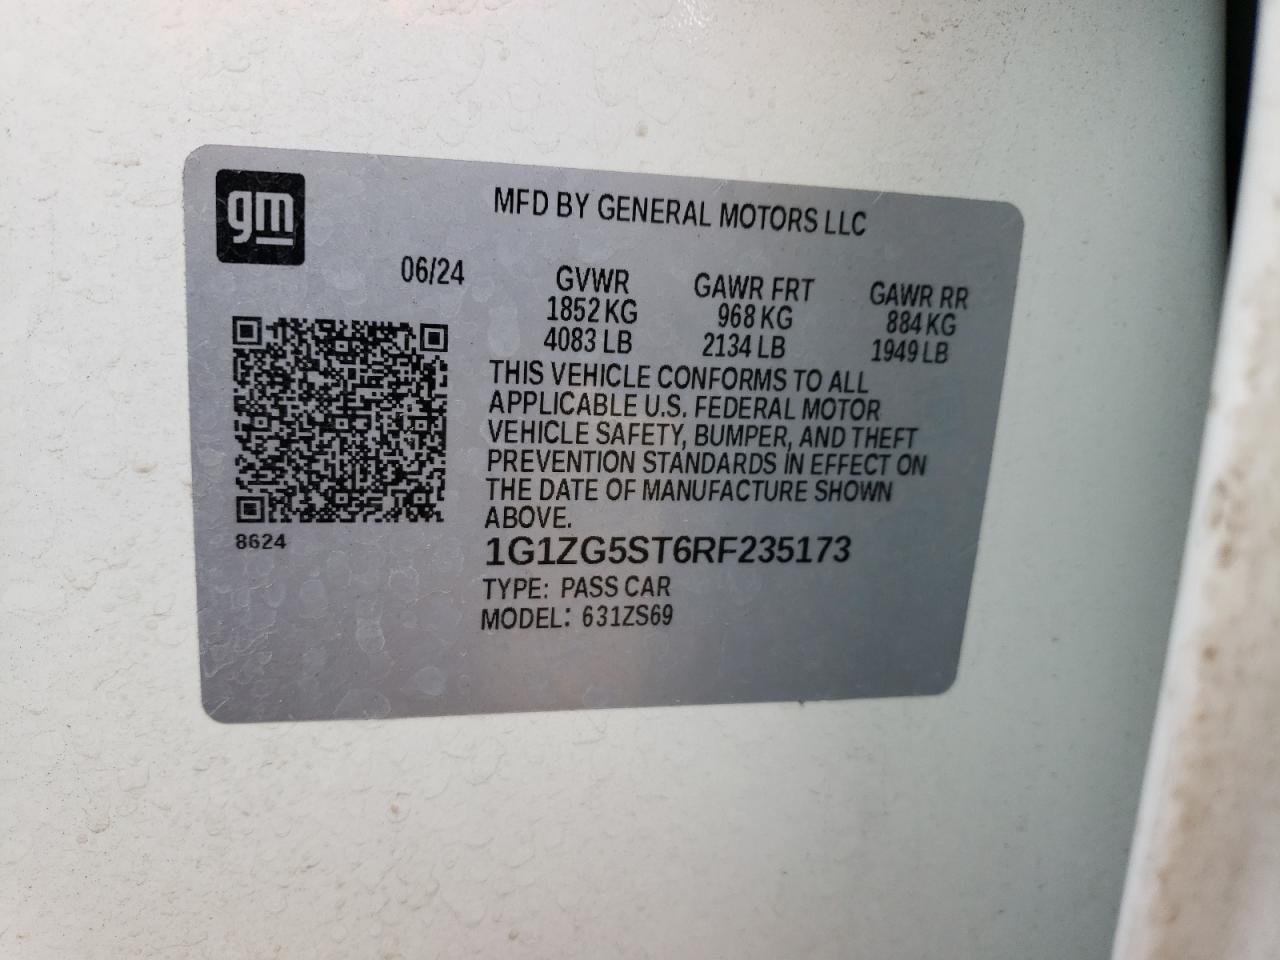 gm
MFD BY GENERAL MOTORS LLC
06/24
GVWR GAWR FRT GAWR RR
1852 KG 968 KG 884 KG
4083 LB 2134 LB 1949 LB
THIS VEHICLE CONFORMS TO ALL
APPLICABLE U.S. FEDERAL MOTOR
VEHICLE SAFETY, BUMPER, AND THEFT
PREVENTION STANDARDS IN EFFECT ON
THE DATE OF MANUFACTURE SHOWN
ABOVE.
8624
1G1ZG5ST6RF235173
TYPE: PASS CAR
MODEL: 631ZS69